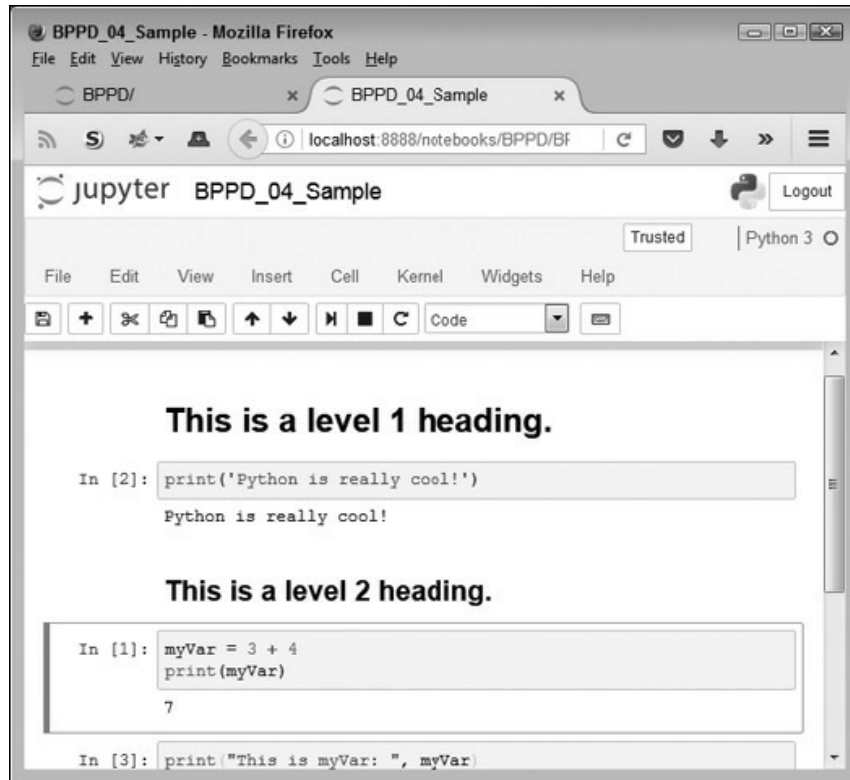 BPPD_04_Sample - Mozilla Firefox
File Edit View History Bookmarks Tools Help
BPPD/ × BPPD_04_Sample ×
S) localhost:8888/notebooks/BPPD/BF »
jupyter BPPD_04_Sample Logout
Trusted Python 3
File Edit View Insert Cell Kernel Widgets Help
Code
This is a level 1 heading.
In [2]: print('Python is really cool!')
Python is really cool!
This is a level 2 heading.
In [1]: myVar = 3 + 4
print(myVar)
7
In [3]: print("This is myVar: ", myVar)